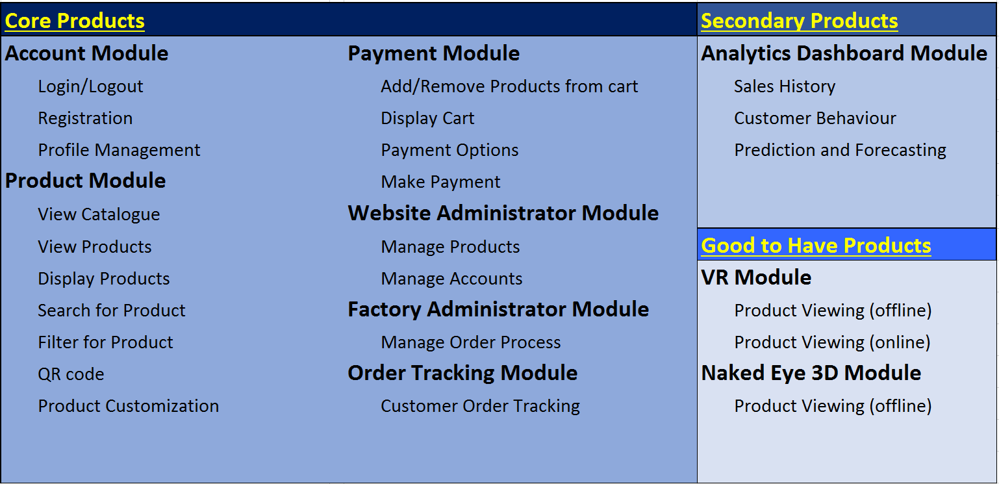 Core Products
Account Module
Login/Logout
Registration
Profile Management
Product Module
View Catalogue
View Products
Display Products
Search for Product
Filter for Product
QR code
Product Customization
Payment Module
Add/Remove Products from cart
Display Cart
Payment Options
Make Payment
Website Administrator Module
Manage Products
Manage Accounts
Factory Administrator Module
Manage Order Process
Order Tracking Module
Customer Order Tracking
Secondary Products
Analytics Dashboard Module
Sales History
Customer Behaviour
Prediction and Forecasting
Good to Have Products
VR Module
Product Viewing (offline)
Product Viewing (online)
Naked Eye 3D Module
Product Viewing (offline)